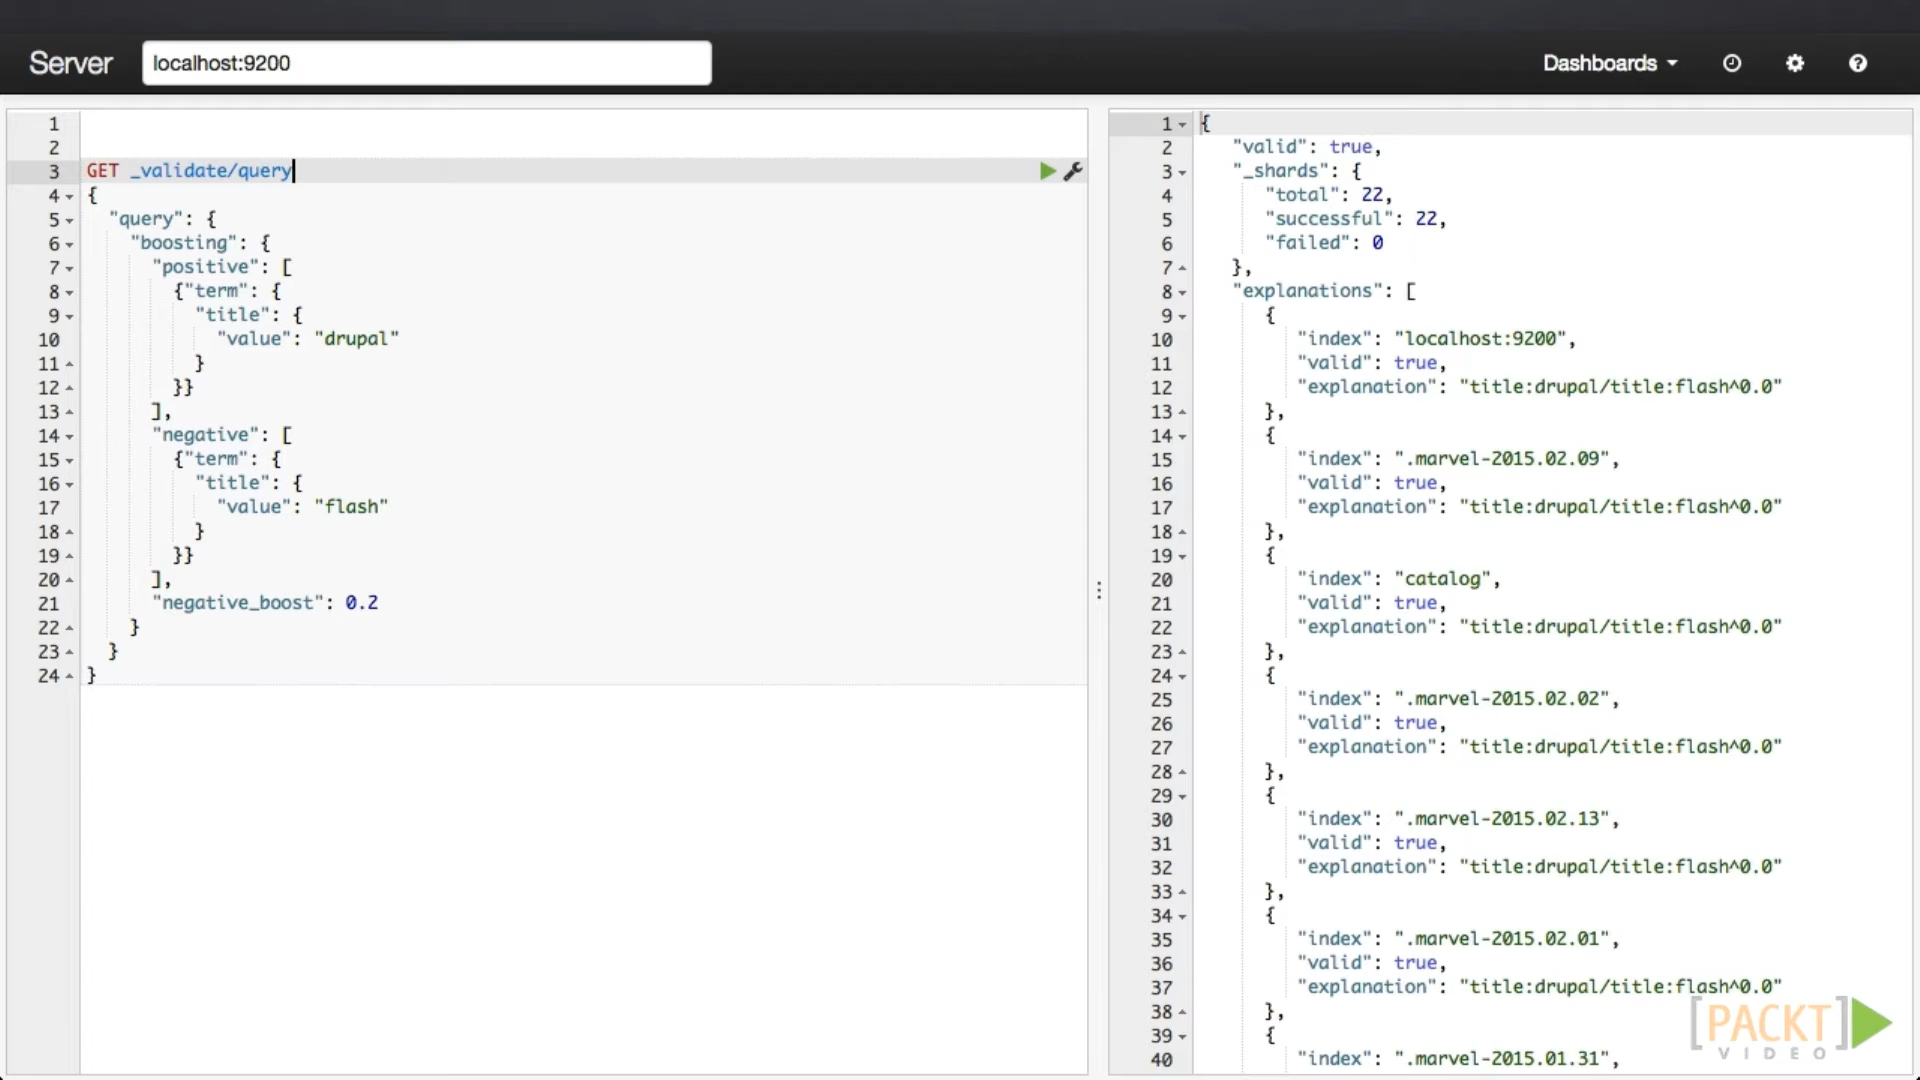 Server localhost:9200 Dashboards
1
2
3 GET _validate/query
4 {
5 "query": {
6 "boosting": {
7 "positive": [
8 {"term": {
9 "title": {
10 "value": "drupal"
11 }
12 }}
13 ],
14 "negative": [
15 {"term": {
16 "title": {
17 "value": "flash"
18 }
19 }}
20 ],
21 "negative_boost": 0.2
22 }
23 }
24 }
1 {
2 "valid": true,
3 "_shards": {
4 "total": 22,
5 "successful": 22,
6 "failed": 0
7 },
8 "explanations": [
9 {
10 "index": "localhost:9200",
11 "valid": true,
12 "explanation": "title:drupal/title:flash^0.0"
13 },
14 {
15 "index": ".marvel-2015.02.09",
16 "valid": true,
17 "explanation": "title:drupal/title:flash^0.0"
18 },
19 {
20 "index": "catalog",
21 "valid": true,
22 "explanation": "title:drupal/title:flash^0.0"
23 },
24 {
25 "index": ".marvel-2015.02.02",
26 "valid": true,
27 "explanation": "title:drupal/title:flash^0.0"
28 },
29 {
30 "index": ".marvel-2015.02.13",
31 "valid": true,
32 "explanation": "title:drupal/title:flash^0.0"
33 },
34 {
35 "index": ".marvel-2015.02.01",
36 "valid": true,
37 "explanation": "title:drupal/title:flash^0.0"
38 },
39 {
40 "index": ".marvel-2015.01.31",
[PACKT]
VIDEO